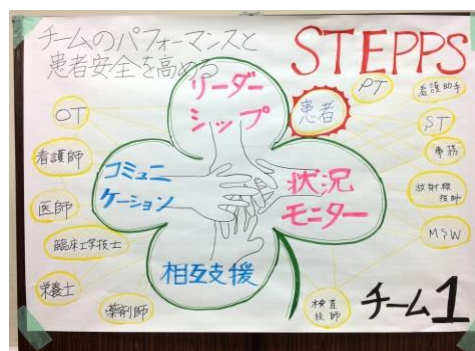 チームのパフォーマンスと
患者安全を高める
STEPPS
リーダー
シップ
患者
PT
看護助手
OT
ST
事務
看護師
コミュニ
ケーション
状況
モニター
放射線
技師
医師
MSW
臨床工学技士
相互支援
栄養士
薬剤師
検査
技師
チーム1